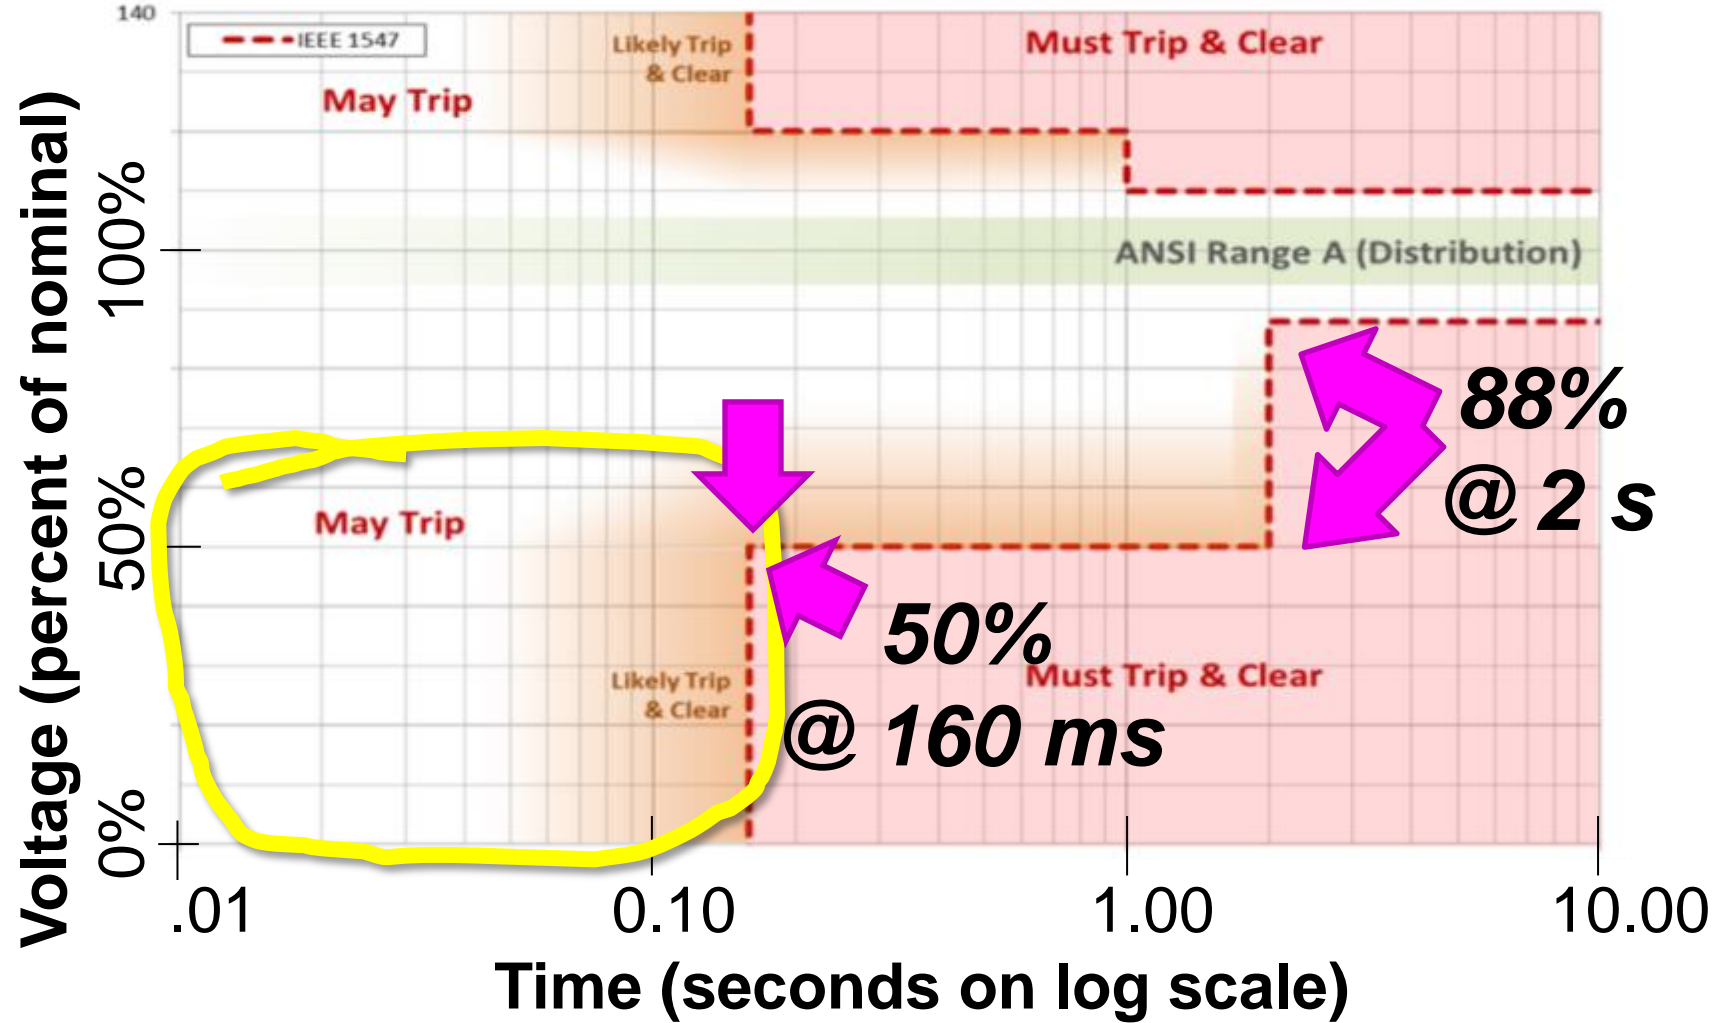 140
IEEE 1547
Likely Trip
& Clear
Must Trip & Clear
May Trip
Voltage (percent of nominal)
100%
ANSI Range A (Distribution)
88%
@ 2 s
50%
May Trip
50%
@ 160 ms
Likely Trip
& Clear
Must Trip & Clear
0%
.01
0.10
1.00
10.00
Time (seconds on log scale)